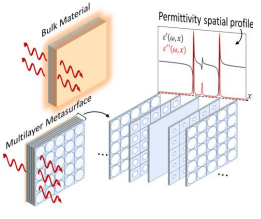 Bulk Material
Permittivity spatial profile
ε'(ω,x)
ε''(ω,x)
x
Multilayer Metasurface
...
...